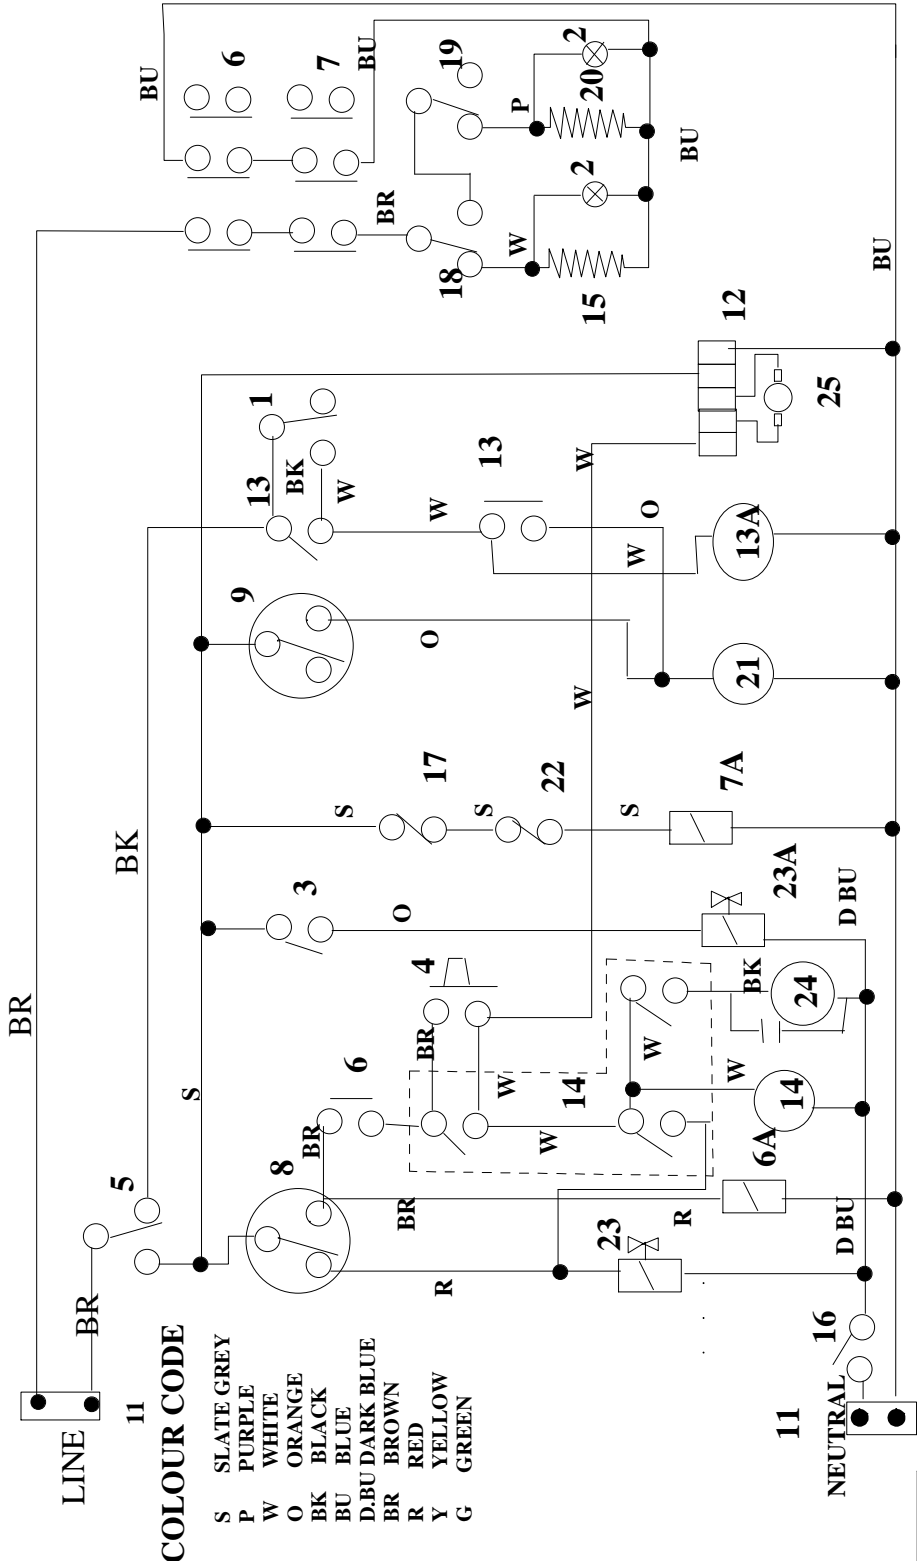 LINE
11
COLOUR CODE
S SLATE GREY
P PURPLE
W WHITE
O ORANGE
BK BLACK
BU BLUE
D.BU DARK BLUE
BR BROWN
R RED
Y YELLOW
G GREEN
11
NEUTRAL
BR
BR
BK
S
5
8
BR
6
BR
R
BR
R
23
6A
16
D BU
BR
4
W
14
W
W
W
14
BK
24
D BU
3
O
23A
S
17
S
22
S
7A
9
O
W
21
13
BK
1
W
W
13
W
W
O
13A
12
25
BU
BR
18
W
15
2
19
P
20
2
BU
BU
6
7
BU